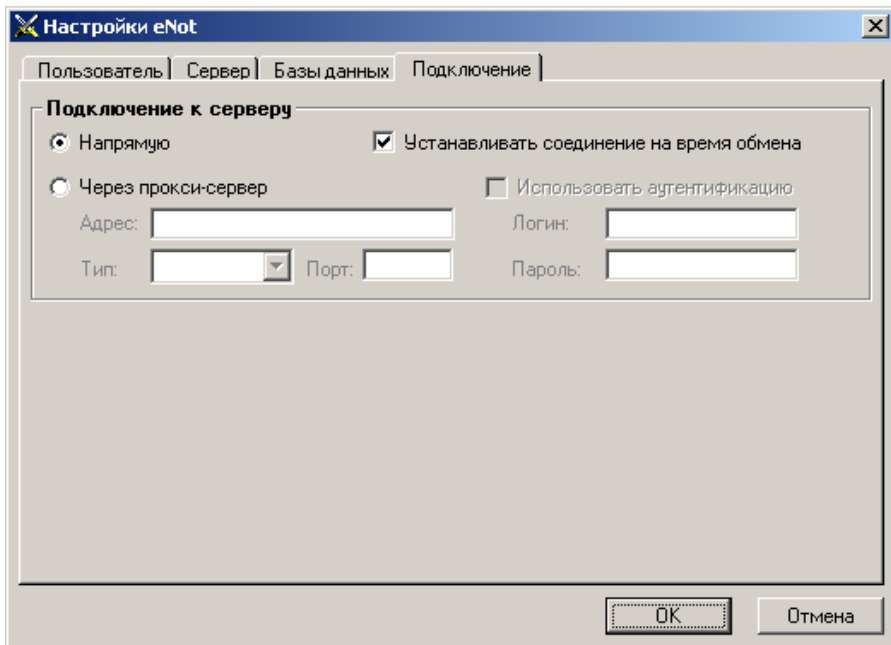 Настройки eNot
Пользователь Сервер Базы данных Подключение
Подключение к серверу
Напрямую Устанавливать соединение на время обмена
Через прокси-сервер Использовать аутентификацию
Адрес: Логин:
Тип: Порт: Пароль:
OK Отмена